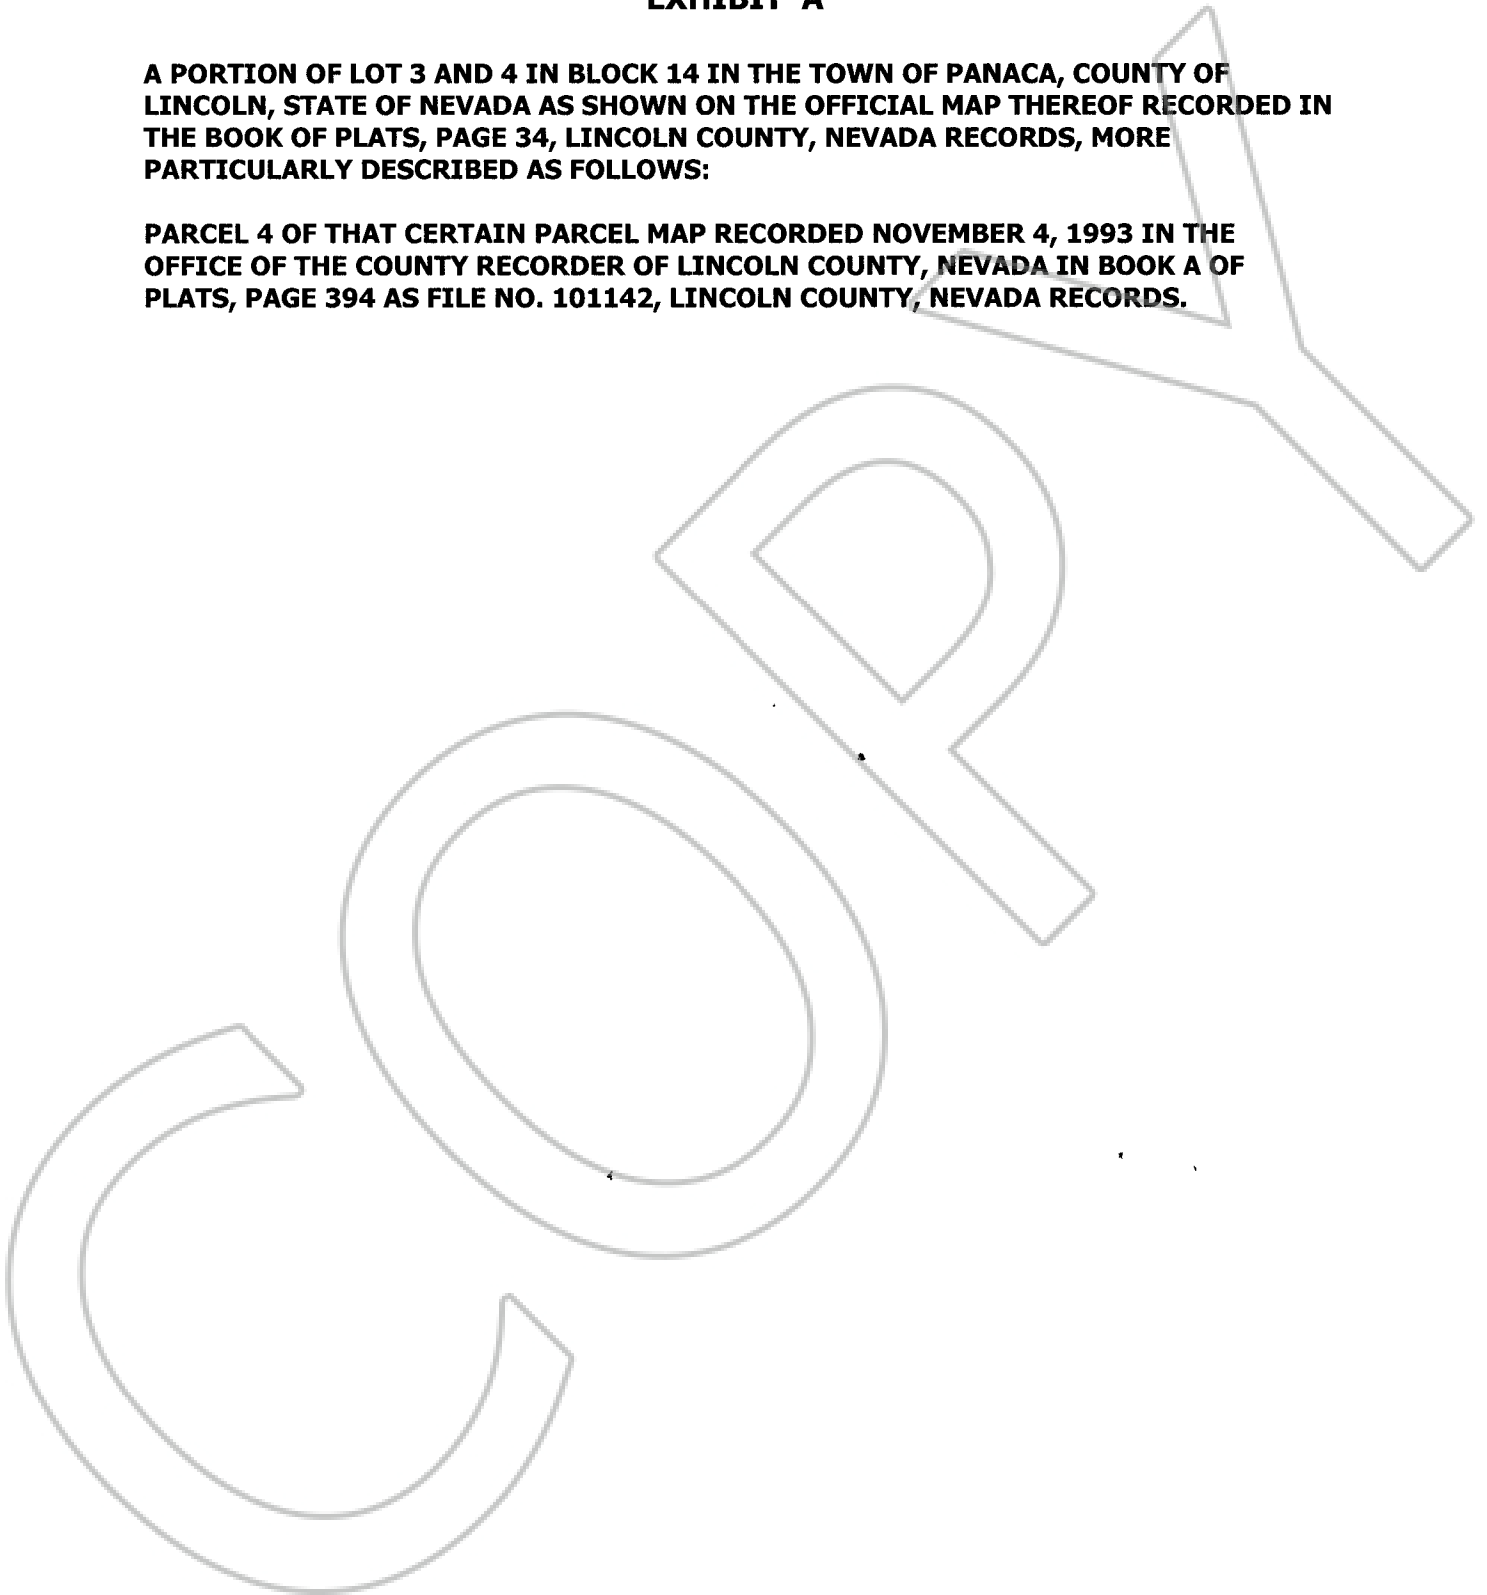 EXHIBIT 'A'
A PORTION OF LOT 3 AND 4 IN BLOCK 14 IN THE TOWN OF PANACA, COUNTY OF
LINCOLN, STATE OF NEVADA AS SHOWN ON THE OFFICIAL MAP THEREOF RECORDED IN
THE BOOK OF PLATS, PAGE 34, LINCOLN COUNTY, NEVADA RECORDS, MORE
PARTICULARLY DESCRIBED AS FOLLOWS:
PARCEL 4 OF THAT CERTAIN PARCEL MAP RECORDED NOVEMBER 4, 1993 IN THE
OFFICE OF THE COUNTY RECORDER OF LINCOLN COUNTY, NEVADA IN BOOK A OF
PLATS, PAGE 394 AS FILE NO. 101142, LINCOLN COUNTY, NEVADA RECORDS.
COPY